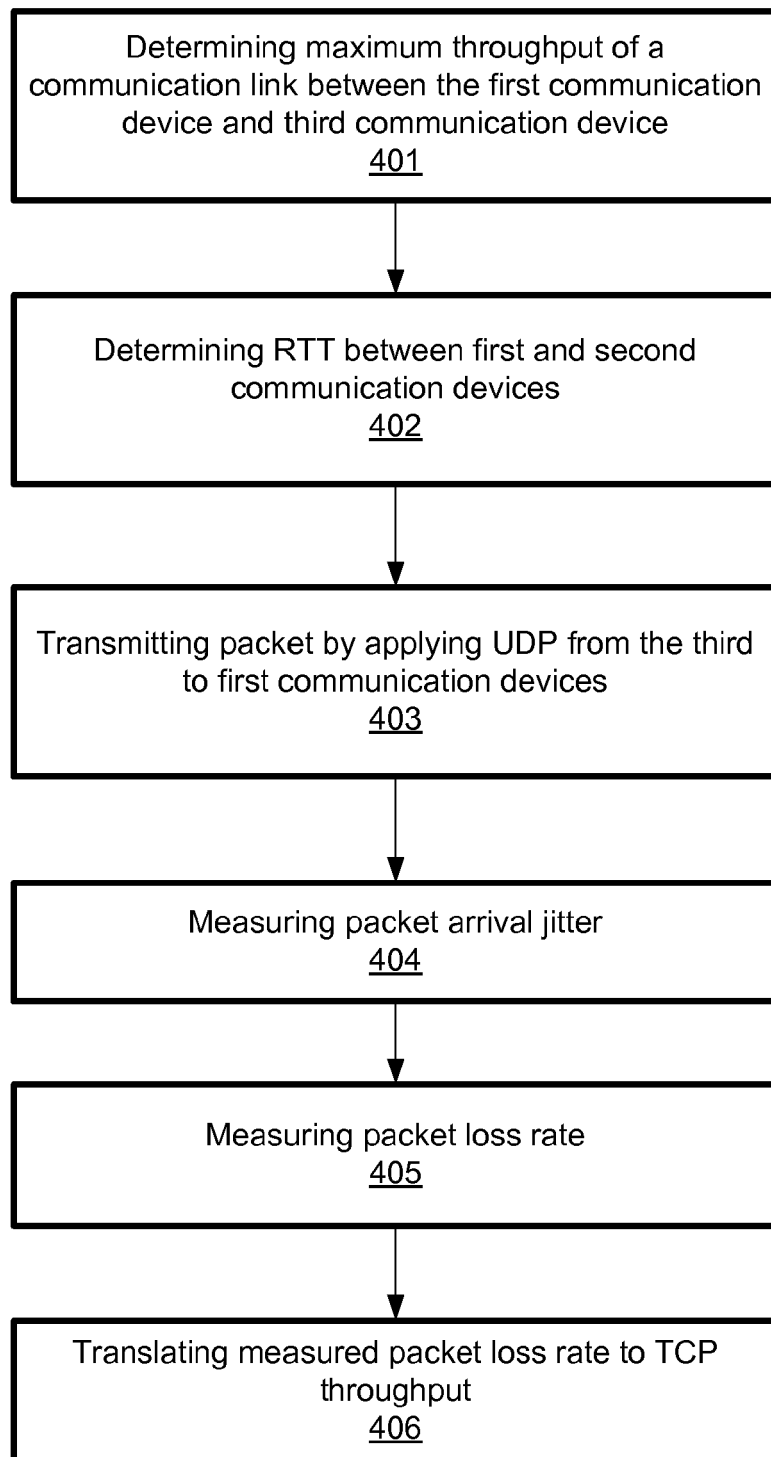 Determining maximum throughput of a
communication link between the first communication
device and third communication device
401
Determining RTT between first and second
communication devices
402
Transmitting packet by applying UDP from the third
to first communication devices
403
Measuring packet arrival jitter
404
Measuring packet loss rate
405
Translating measured packet loss rate to TCP
throughput
406